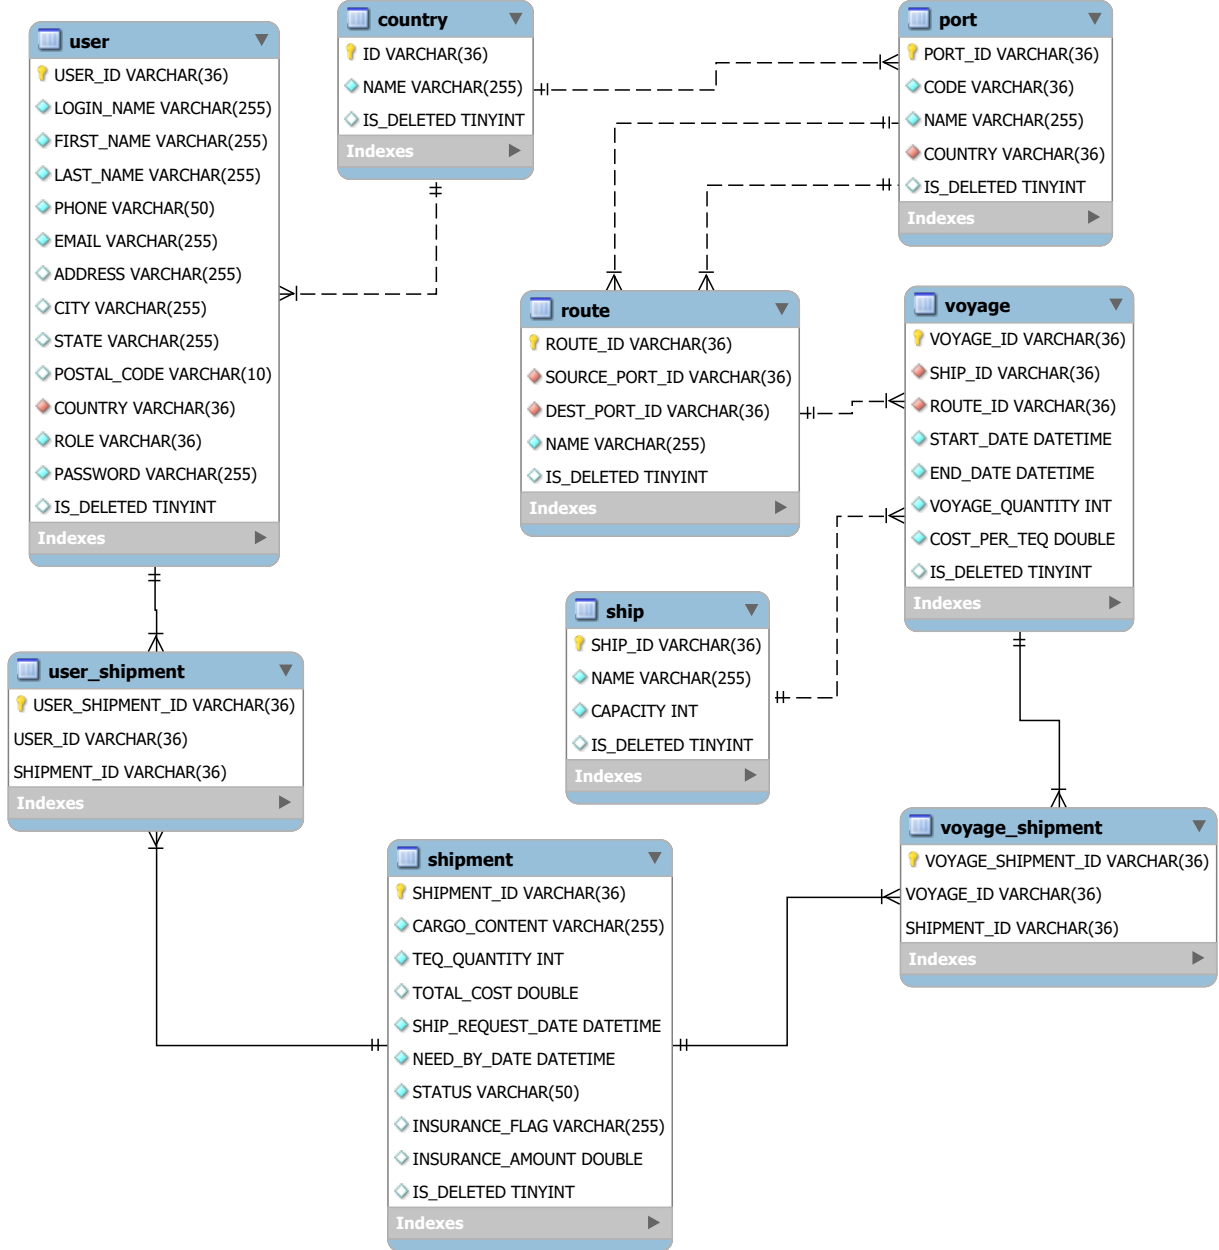 user
USER_ID VARCHAR(36)
LOGIN_NAME VARCHAR(255)
FIRST_NAME VARCHAR(255)
LAST_NAME VARCHAR(255)
PHONE VARCHAR(50)
EMAIL VARCHAR(255)
ADDRESS VARCHAR(255)
CITY VARCHAR(255)
STATE VARCHAR(255)
POSTAL_CODE VARCHAR(10)
COUNTRY VARCHAR(36)
ROLE VARCHAR(36)
PASSWORD VARCHAR(255)
IS_DELETED TINYINT
Indexes
country
ID VARCHAR(36)
NAME VARCHAR(255)
IS_DELETED TINYINT
Indexes
port
PORT_ID VARCHAR(36)
CODE VARCHAR(36)
NAME VARCHAR(255)
COUNTRY VARCHAR(36)
IS_DELETED TINYINT
Indexes
route
ROUTE_ID VARCHAR(36)
SOURCE_PORT_ID VARCHAR(36)
DEST_PORT_ID VARCHAR(36)
NAME VARCHAR(255)
IS_DELETED TINYINT
Indexes
voyage
VOYAGE_ID VARCHAR(36)
SHIP_ID VARCHAR(36)
ROUTE_ID VARCHAR(36)
START_DATE DATETIME
END_DATE DATETIME
VOYAGE_QUANTITY INT
COST_PER_TEQ DOUBLE
IS_DELETED TINYINT
Indexes
ship
SHIP_ID VARCHAR(36)
NAME VARCHAR(255)
CAPACITY INT
IS_DELETED TINYINT
Indexes
user_shipment
USER_SHIPMENT_ID VARCHAR(36)
USER_ID VARCHAR(36)
SHIPMENT_ID VARCHAR(36)
Indexes
shipment
SHIPMENT_ID VARCHAR(36)
CARGO_CONTENT VARCHAR(255)
TEQ_QUANTITY INT
TOTAL_COST DOUBLE
SHIP_REQUEST_DATE DATETIME
NEED_BY_DATE DATETIME
STATUS VARCHAR(50)
INSURANCE_FLAG VARCHAR(255)
INSURANCE_AMOUNT DOUBLE
IS_DELETED TINYINT
Indexes
voyage_shipment
VOYAGE_SHIPMENT_ID VARCHAR(36)
VOYAGE_ID VARCHAR(36)
SHIPMENT_ID VARCHAR(36)
Indexes